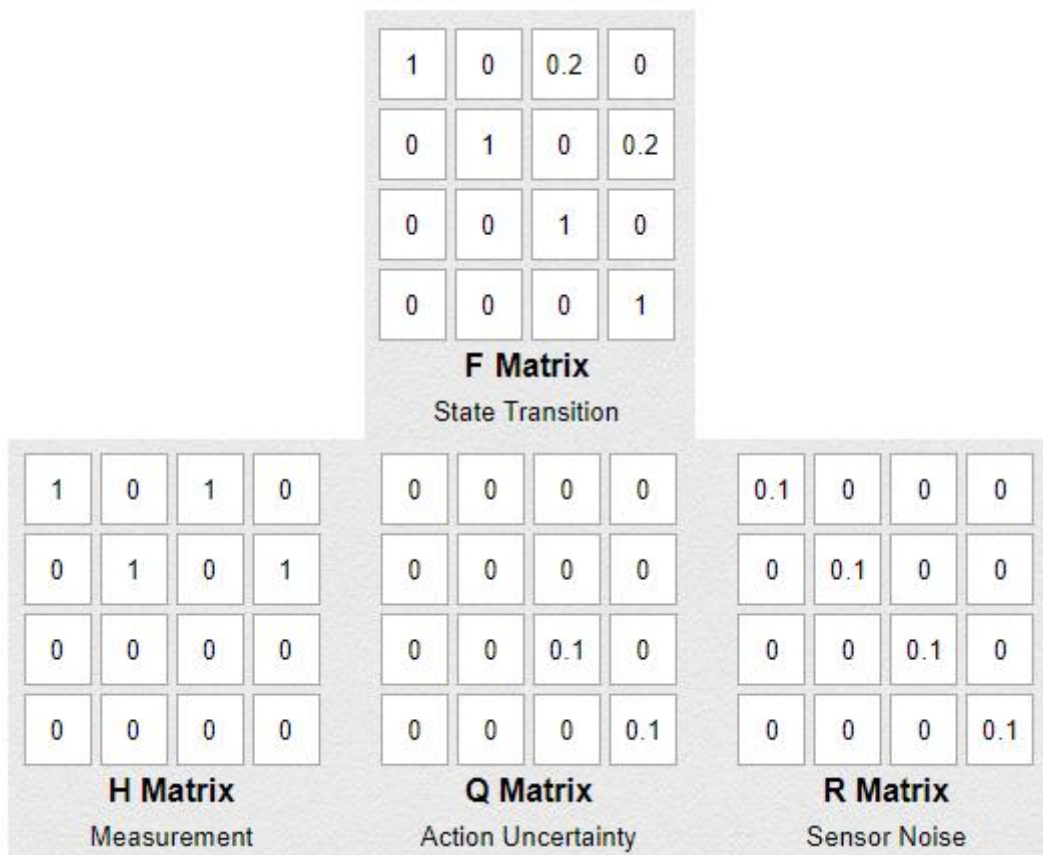 1 0 0.2 0
0 1 0 0.2
0 0 1 0
0 0 0 1
F Matrix
State Transition
1 0 1 0
0 1 0 1
0 0 0 0
0 0 0 0
H Matrix
Measurement
0 0 0 0
0 0 0 0
0 0 0.1 0
0 0 0 0.1
Q Matrix
Action Uncertainty
0.1 0 0 0
0 0.1 0 0
0 0 0.1 0
0 0 0 0.1
R Matrix
Sensor Noise